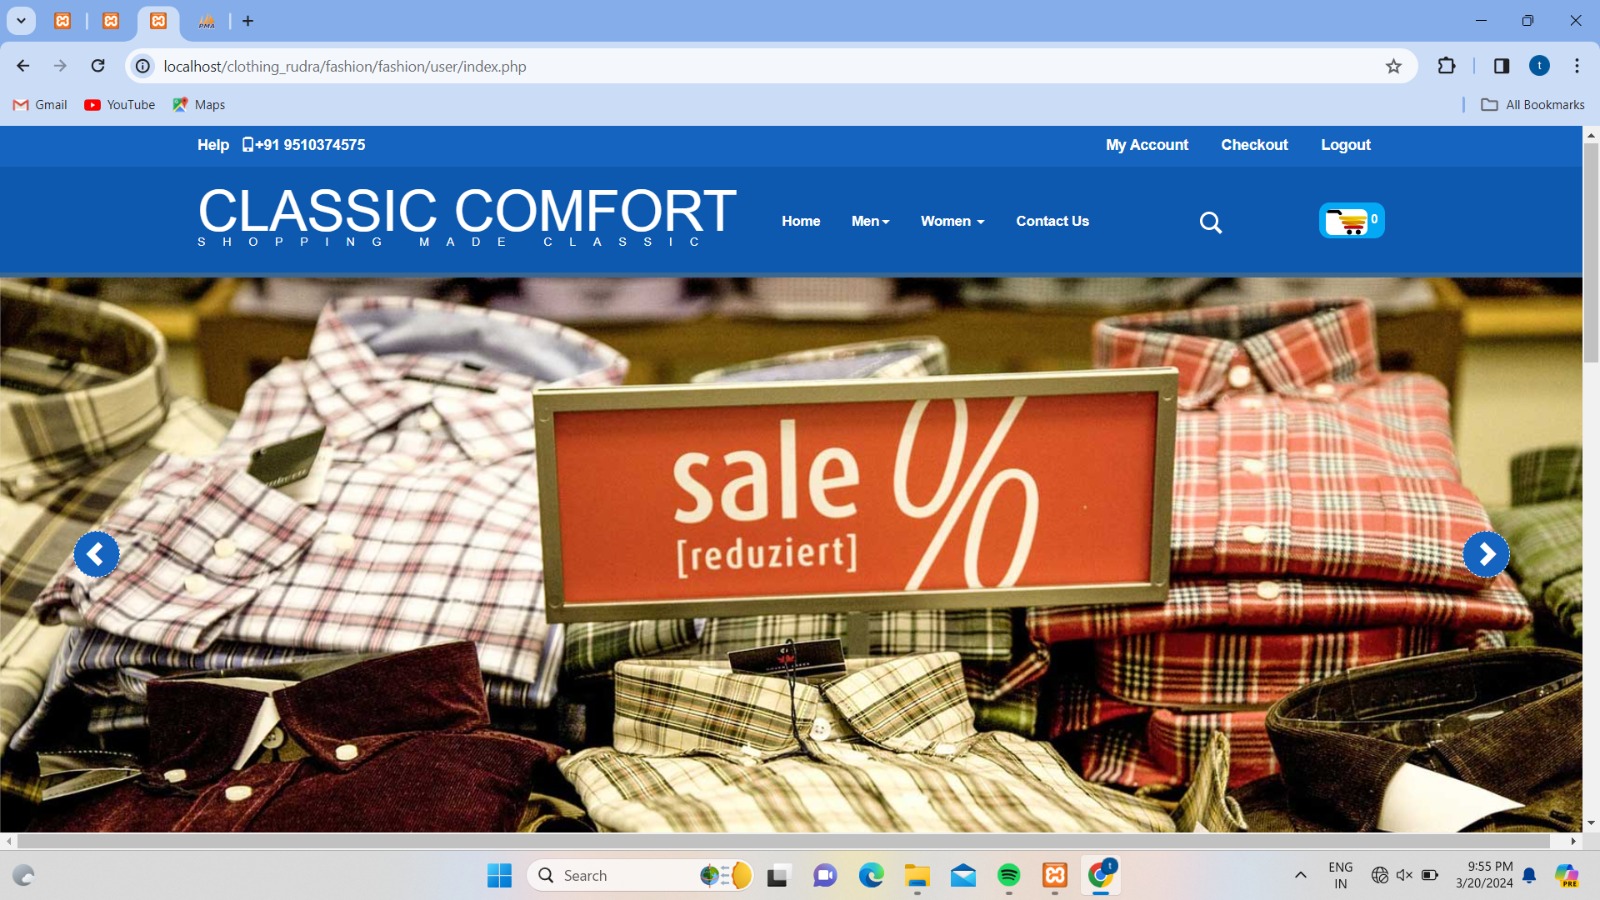 localhost/clothing_rudra/fashion/fashion/user/index.php
Gmail YouTube Maps All Bookmarks
Help +91 9510374575 My Account Checkout Logout
CLASSIC COMFORT
SHOPPING MADE CLASSIC
Home Men Women Contact Us 0
sale %
[reduziert]
Search
ENG
IN
9:55 PM
3/20/2024